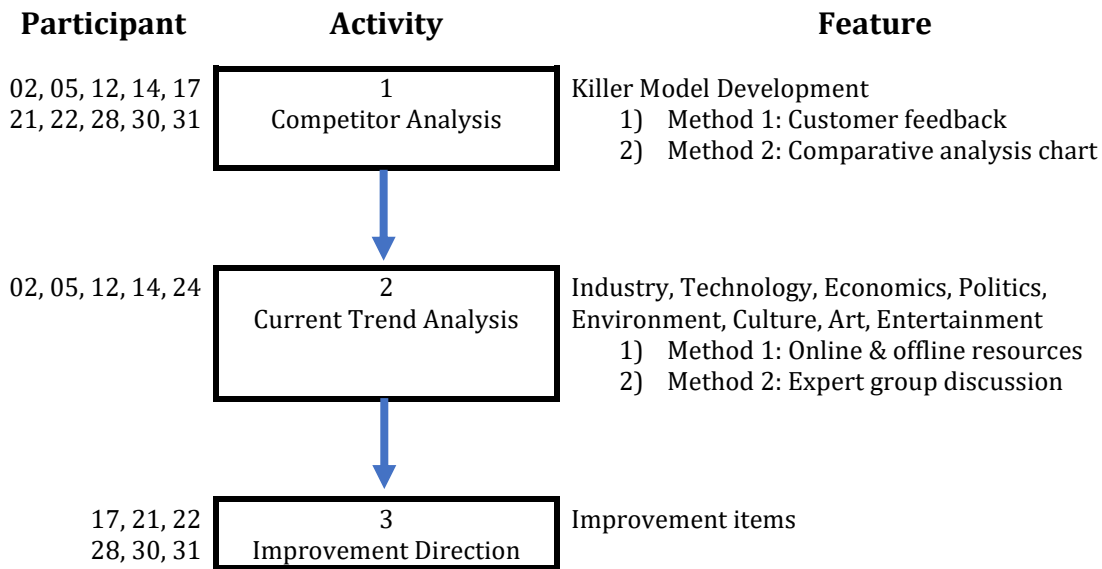 Participant Activity Feature
02, 05, 12, 14, 17
21, 22, 28, 30, 31
1
Competitor Analysis
Killer Model Development
1) Method 1: Customer feedback
2) Method 2: Comparative analysis chart
02, 05, 12, 14, 24
2
Current Trend Analysis
Industry, Technology, Economics, Politics,
Environment, Culture, Art, Entertainment
1) Method 1: Online & offline resources
2) Method 2: Expert group discussion
17, 21, 22
28, 30, 31
3
Improvement Direction
Improvement items